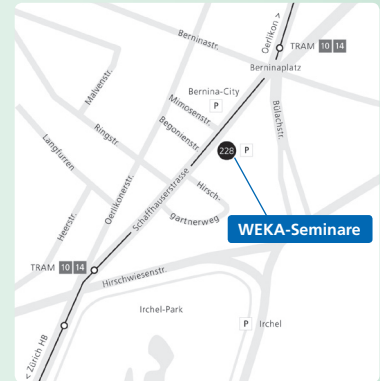 Oerlikon >
Berninastr.
TRAM 10 14
Berninaplatz
Malvenstr.
Bernina-City
P
Mimosenstr.
Bülachstr.
Ringstr.
Begonienstr.
Langfurren
228 P
Oerlikonerstr.
Schaffhauserstrasse
Hirsch-
gartnerweg
Heerstr.
WEKA-Seminare
TRAM 10 14
Hirschwiesenstr.
Irchel-Park
P Irchel
< Zürich HB